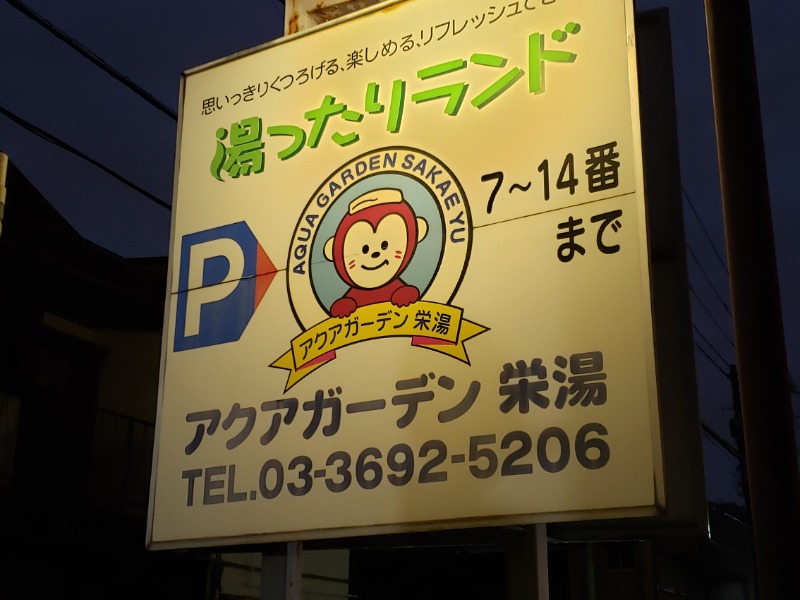 思いっきりくつろげる、楽しめる、リフレッシュでき
湯ったりランド
AQUA GARDEN SAKAE YU
7〜14番
まで
P
アクアガーデン 栄湯
アクアガーデン 栄湯
TEL.03-3692-5206